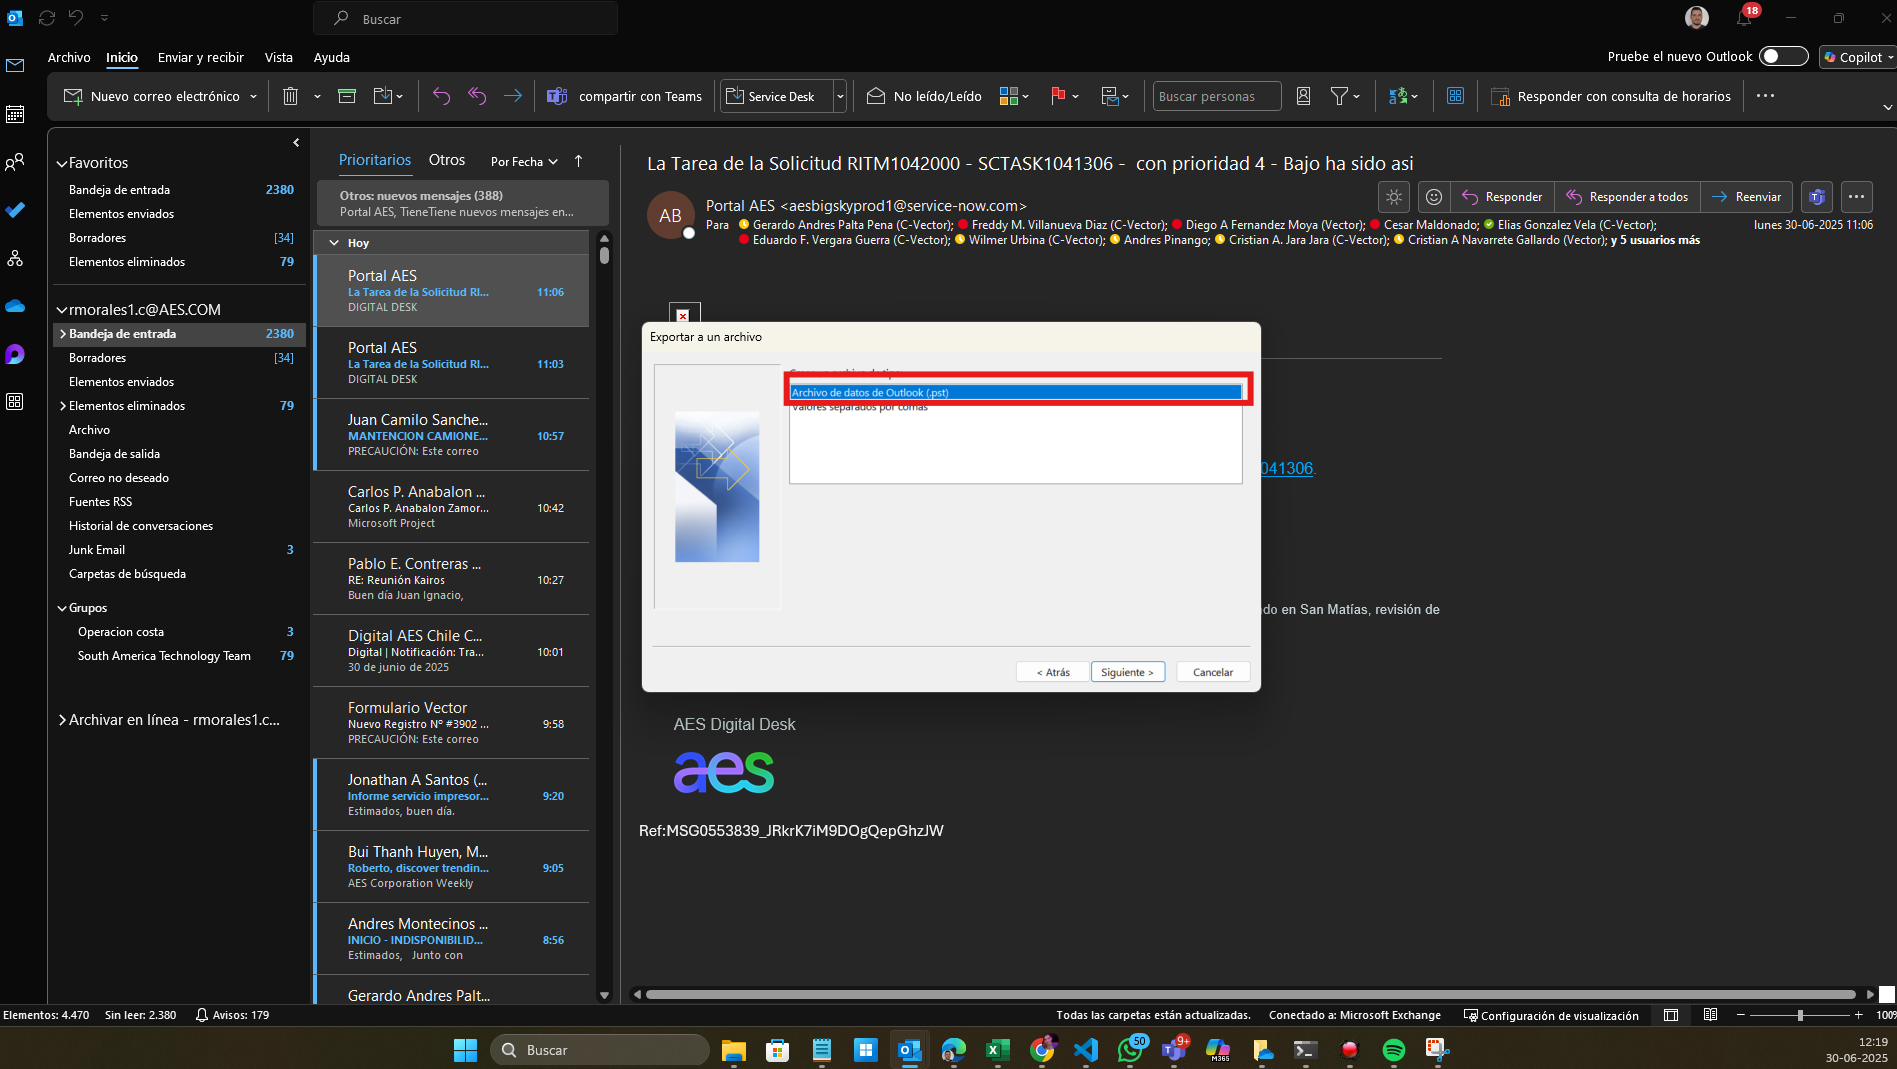 Buscar
18
Archivo
Inicio
Enviar y recibir
Vista
Ayuda
Pruebe el nuevo Outlook
Copilot
Nuevo correo electrónico
compartir con Teams
Service Desk
No leído/Leído
Buscar personas
Responder con consulta de horarios
Favoritos
Bandeja de entrada 2380
Elementos enviados
Borradores [34]
Elementos eliminados 79
rmorales1.c@AES.COM
Bandeja de entrada 2380
Borradores [34]
Elementos enviados
Elementos eliminados 79
Archivo
Bandeja de salida
Correo no deseado
Fuentes RSS
Historial de conversaciones
Junk Email 3
Carpetas de búsqueda
Grupos
Operacion costa 3
South America Technology Team 79
Archivar en línea - rmorales1.c...
Prioritarios Otros Por Fecha
Otros: nuevos mensajes (388)
Portal AES, TieneTiene nuevos mensajes en...
Hoy
Portal AES
La Tarea de la Solicitud RI... 11:06
DIGITAL DESK
Portal AES
La Tarea de la Solicitud RI... 11:03
DIGITAL DESK
Juan Camilo Sanche...
MANTENCION CAMIONE... 10:57
PRECAUCIÓN: Este correo
Carlos P. Anabalon ...
Carlos P. Anabalon Zamor... 10:42
Microsoft Project
Pablo E. Contreras ...
RE: Reunión Kairos 10:27
Buen día Juan Ignacio,
Digital AES Chile C...
Digital | Notificación: Tra... 10:01
30 de junio de 2025
Formulario Vector
Nuevo Registro N° #3902 ... 9:58
PRECAUCIÓN: Este correo
Jonathan A Santos (...
Informe servicio impresor... 9:20
Estimados, buen día.
Bui Thanh Huyen, M...
Roberto, discover trendin... 9:05
AES Corporation Weekly
Andres Montecinos ...
INICIO - INDISPONIBILID... 8:56
Estimados, Junto con
Gerardo Andres Palt...
La Tarea de la Solicitud RITM1042000 - SCTASK1041306 - con prioridad 4 - Bajo ha sido asi
AB
Portal AES <aesbigskyprod1@service-now.com>
Responder
Responder a todos
Reenviar
Para Gerardo Andres Palta Pena (C-Vector); Freddy M. Villanueva Diaz (C-Vector); Diego A Fernandez Moya (Vector); Cesar Maldonado; Elias Gonzalez Vela (C-Vector);
Eduardo F. Vergara Guerra (C-Vector); Wilmer Urbina (C-Vector); Andres Pinango; Cristian A. Jara Jara (C-Vector); Cristian A Navarrete Gallardo (Vector); y 5 usuarios más
lunes 30-06-2025 11:06
Exportar a un archivo
Archivo de datos de Outlook (.pst)
Valores separados por comas
< Atrás
Siguiente >
Cancelar
041306.
do en San Matías, revisión de
AES Digital Desk
aes
Ref:MSG0553839_JRkrK7iM9DOgQepGhzJW
Elementos: 4.470 Sin leer: 2.380 Avisos: 179
Todas las carpetas están actualizadas. Conectado a: Microsoft Exchange Configuración de visualización
100%
Buscar
50
9+
M365
12:19
30-06-2025